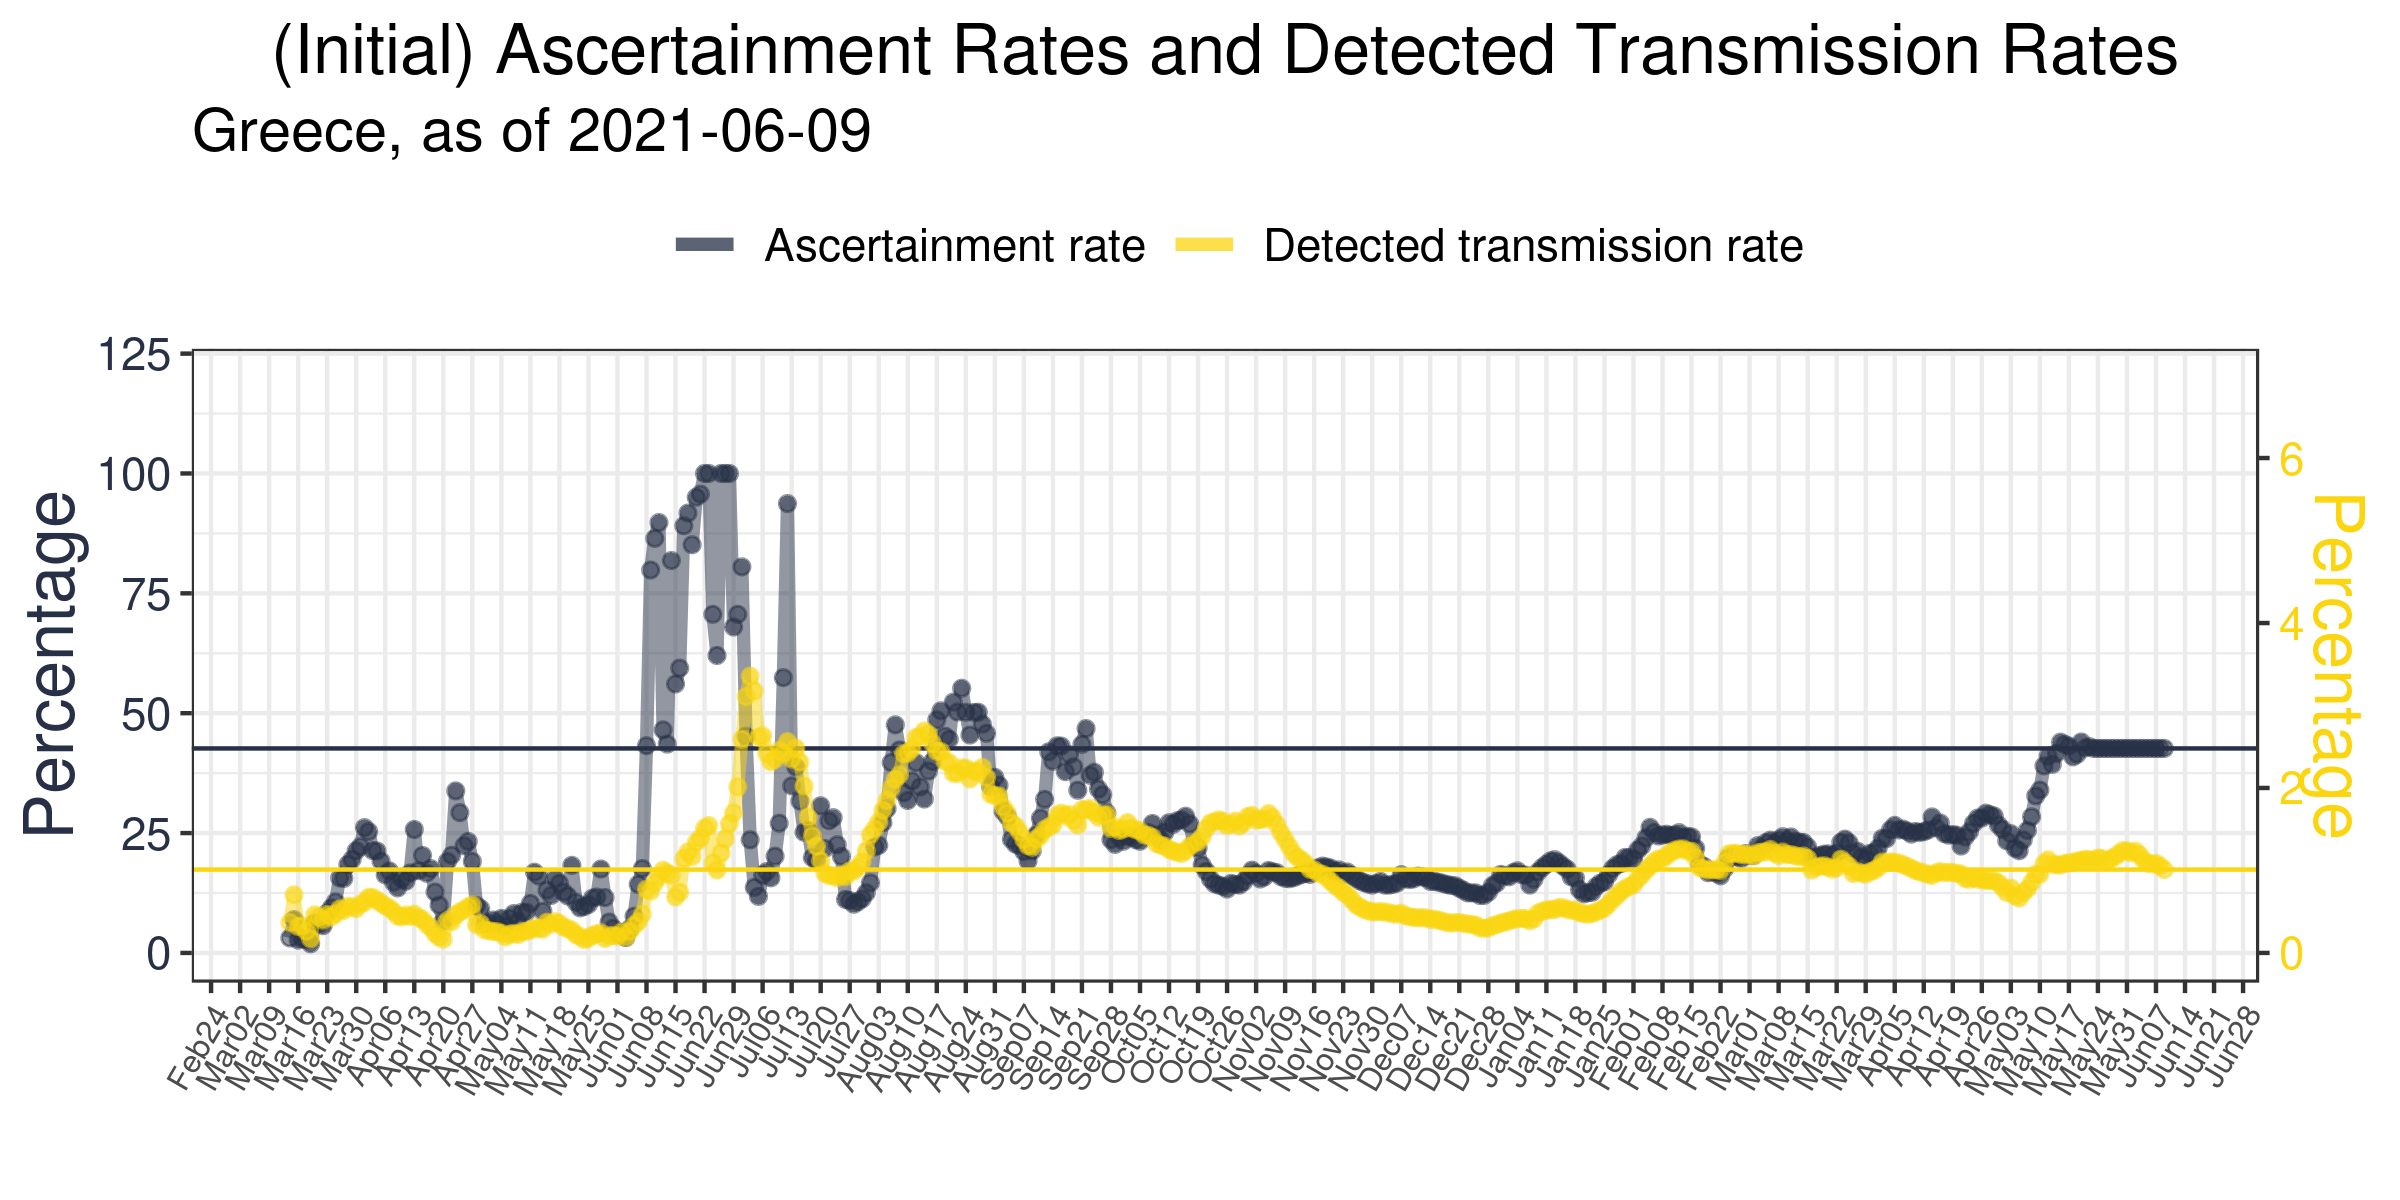 (Initial) Ascertainment Rates and Detected Transmission Rates
Greece, as of 2021-06-09
Ascertainment rate
Detected transmission rate
Percentage
125
100
75
50
25
0
6
4
2
0
Percentage
Feb24
Mar02
Mar09
Mar16
Mar23
Mar30
Apr06
Apr13
Apr20
Apr27
May04
May11
May18
May25
Jun01
Jun08
Jun15
Jun22
Jun29
Jul06
Jul13
Jul20
Jul27
Aug03
Aug10
Aug17
Aug24
Aug31
Sep07
Sep14
Sep21
Sep28
Oct05
Oct12
Oct19
Oct26
Nov02
Nov09
Nov16
Nov23
Nov30
Dec07
Dec14
Dec21
Dec28
Jan04
Jan11
Jan18
Jan25
Feb01
Feb08
Feb15
Feb22
Mar01
Mar08
Mar15
Mar22
Mar29
Apr05
Apr12
Apr19
Apr26
May03
May10
May17
May24
May31
Jun07
Jun14
Jun21
Jun28